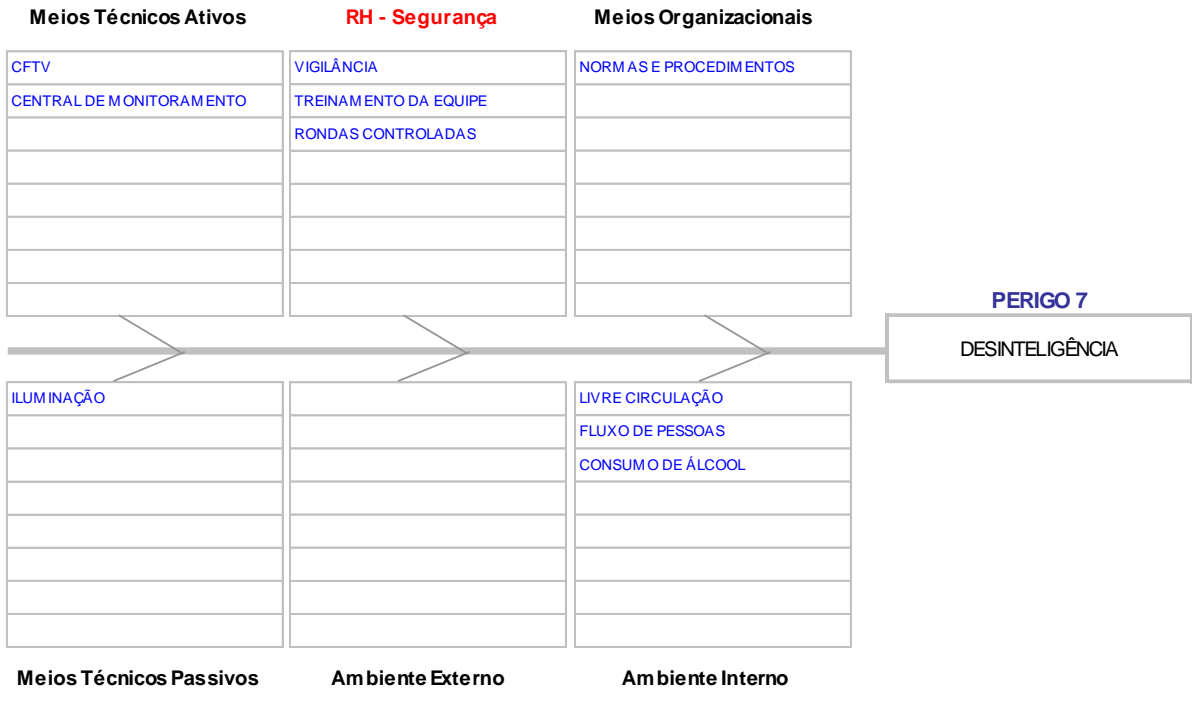 Meios Técnicos Ativos
RH - Segurança
Meios Organizacionais
CFTV
VIGILÂNCIA
NORMAS E PROCEDIMENTOS
CENTRAL DE MONITORAMENTO
TREINAMENTO DA EQUIPE
RONDAS CONTROLADAS
PERIGO 7
DESINTELIGÊNCIA
ILUMINAÇÃO
LIVRE CIRCULAÇÃO
FLUXO DE PESSOAS
CONSUMO DE ÁLCOOL
Meios Técnicos Passivos
Ambiente Externo
Ambiente Interno